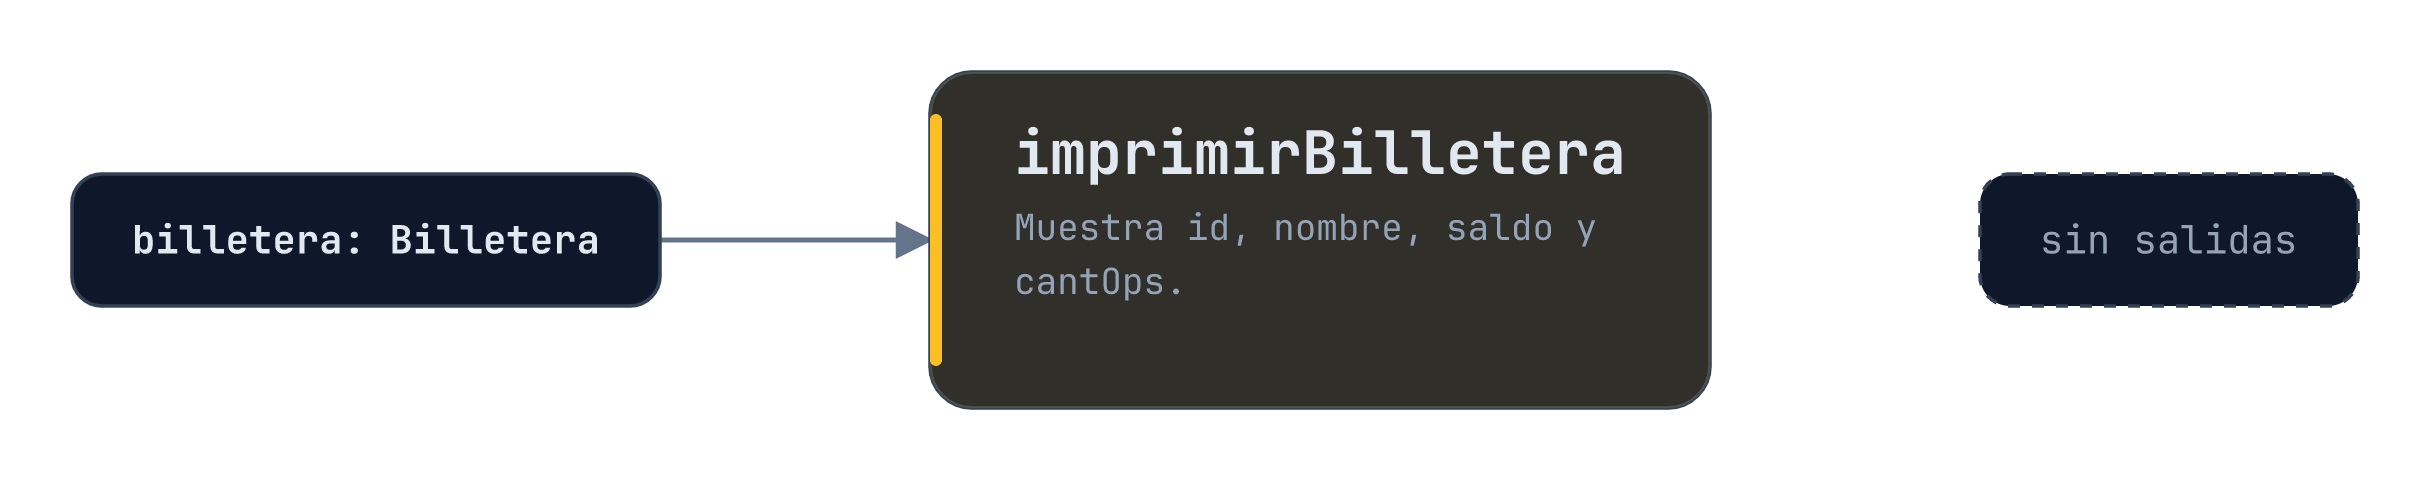 billetera: Billetera
imprimirBilletera
Muestra id, nombre, saldo y
cantOps.
sin salidas